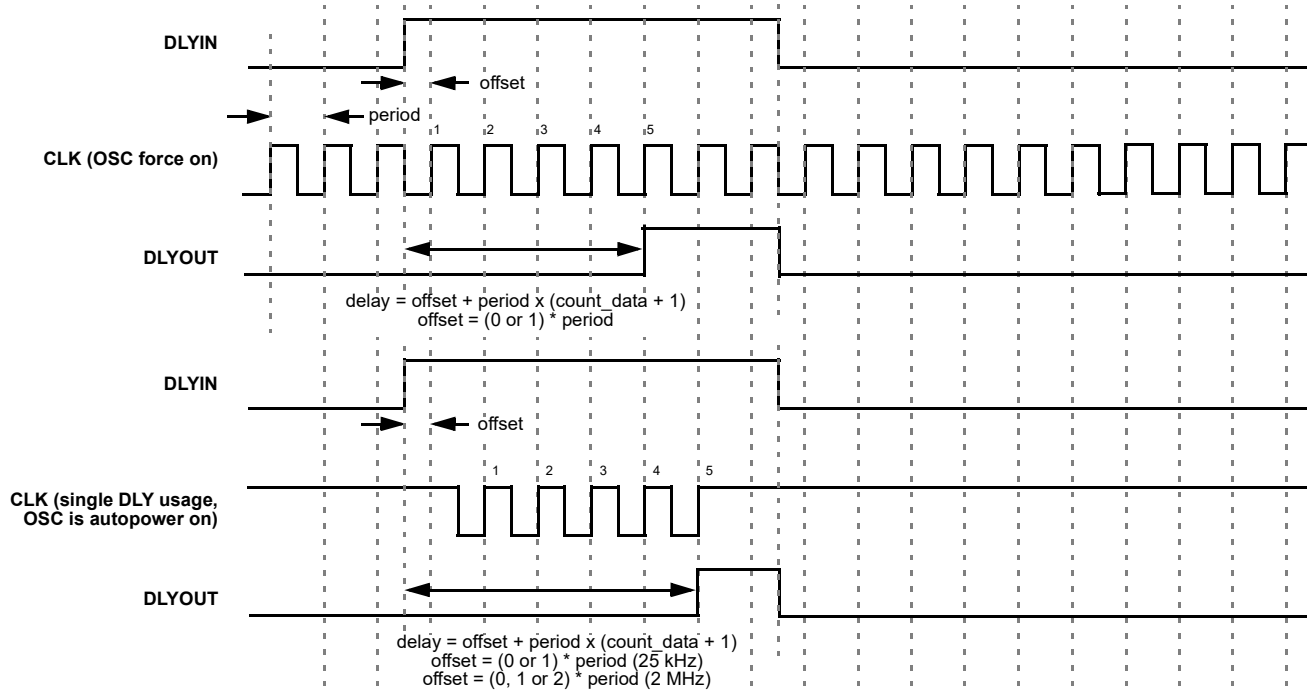 DLYIN
offset
period
1 2 3 4 5
CLK (OSC force on)
DLYOUT
delay = offset + period x (count_data + 1)
offset = (0 or 1) * period
DLYIN
offset
1 2 3 4 5
CLK (single DLY usage,
OSC is autopower on)
DLYOUT
delay = offset + period x (count_data + 1)
offset = (0 or 1) * period (25 kHz)
offset = (0, 1 or 2) * period (2 MHz)